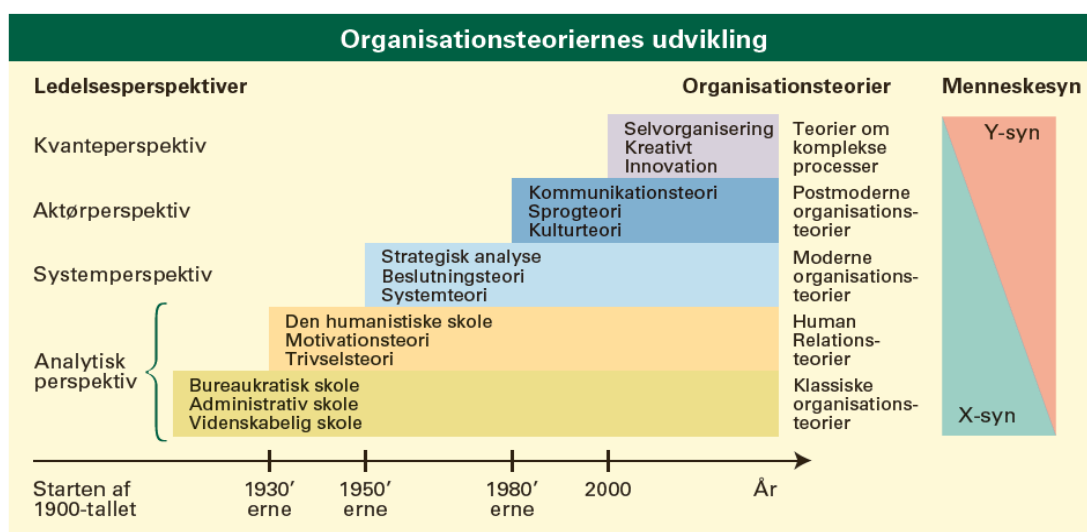 Organisationsteoriernes udvikling
Ledelsesperspektiver
Organisationsteorier
Menneskesyn
Kvanteperspektiv
Selvorganisering
Kreativt
Innovation
Teorier om
komplekse
processer
Y-syn
Aktørperspektiv
Kommunikationsteori
Sprogteori
Kulturteori
Postmoderne
organisations-
teorier
Systemperspektiv
Strategisk analyse
Beslutningsteori
Systemteori
Moderne
organisations-
teorier
Analytisk
perspektiv
Den humanistiske skole
Motivationsteori
Trivselsteori
Human
Relations-
teorier
Bureaukratisk skole
Administrativ skole
Videnskabelig skole
Klassiske
organisations-
teorier
X-syn
Starten af
1900-tallet
1930'
erne
1950'
erne
1980'
erne
2000
År